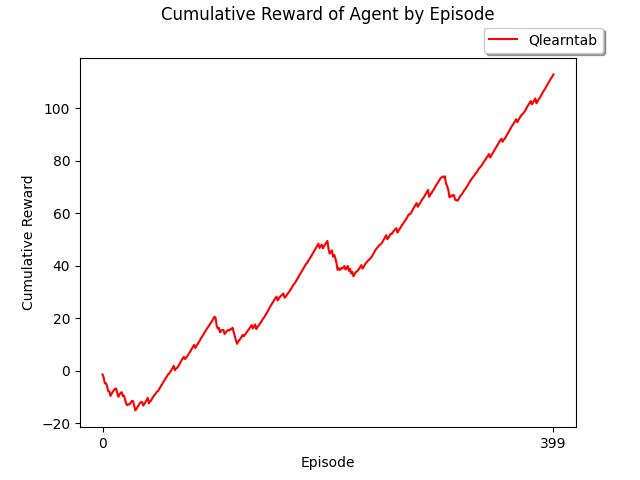 Cumulative Reward of Agent by Episode
Qlearntab
100
80
60
40
20
0
−20
Cumulative Reward
0
399
Episode